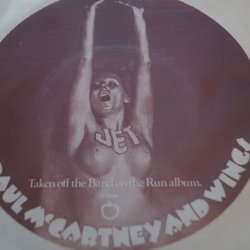 JET
Taken off the Band on the Run album.
PAUL McCARTNEY AND WINGS